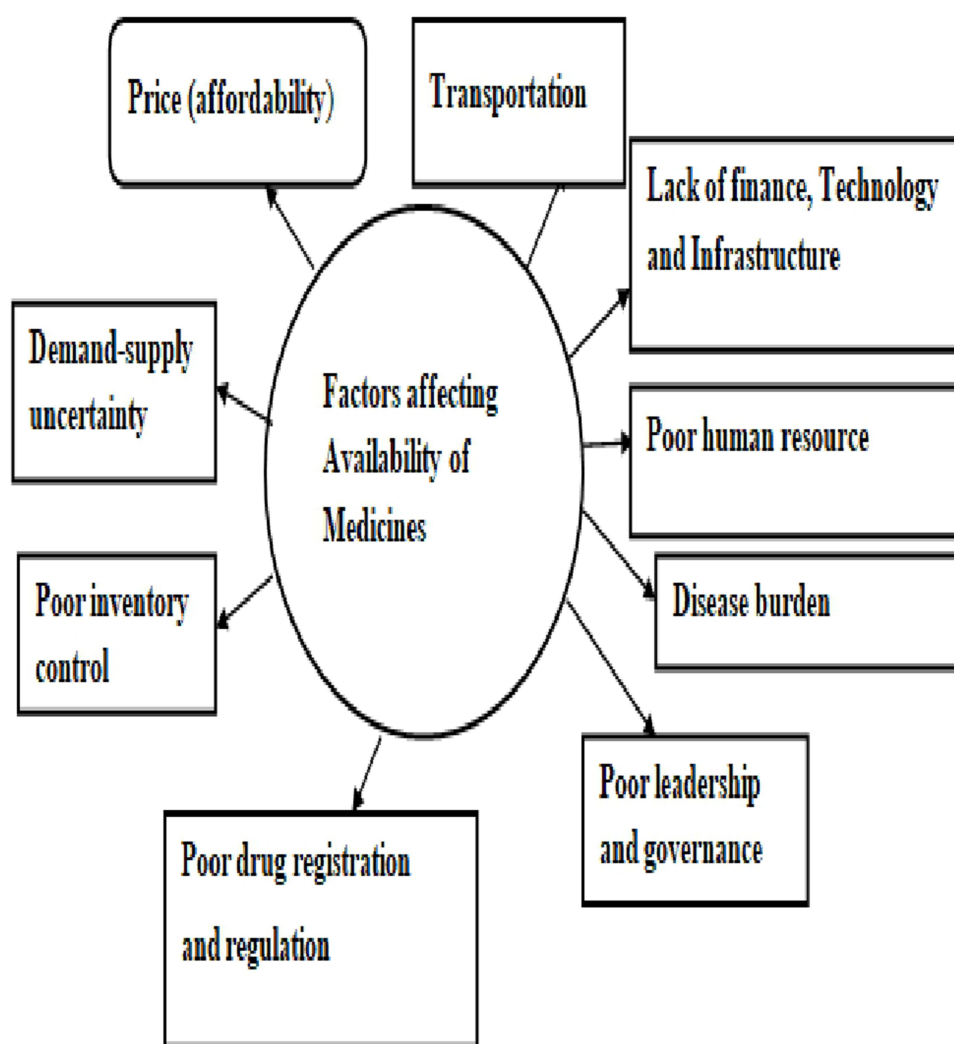 Price (affordability)
Transportation
Lack of finance, Technology
and Infrastructure
Demand-supply
uncertainty
Factors affecting
Availability of
Medicines
Poor human resource
Poor inventory
control
Disease burden
Poor leadership
and governance
Poor drug registration
and regulation